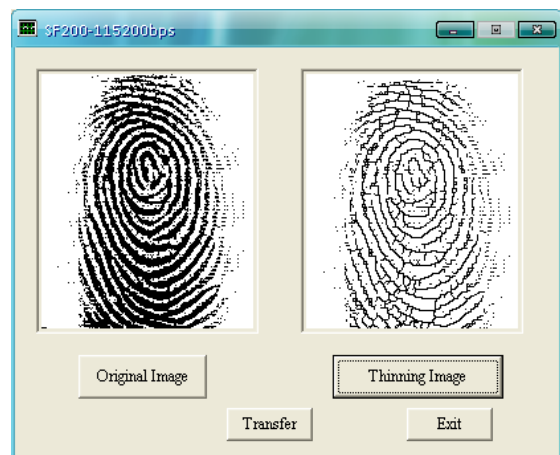 SF200-115200bps
Original Image
Thinning Image
Transfer
Exit